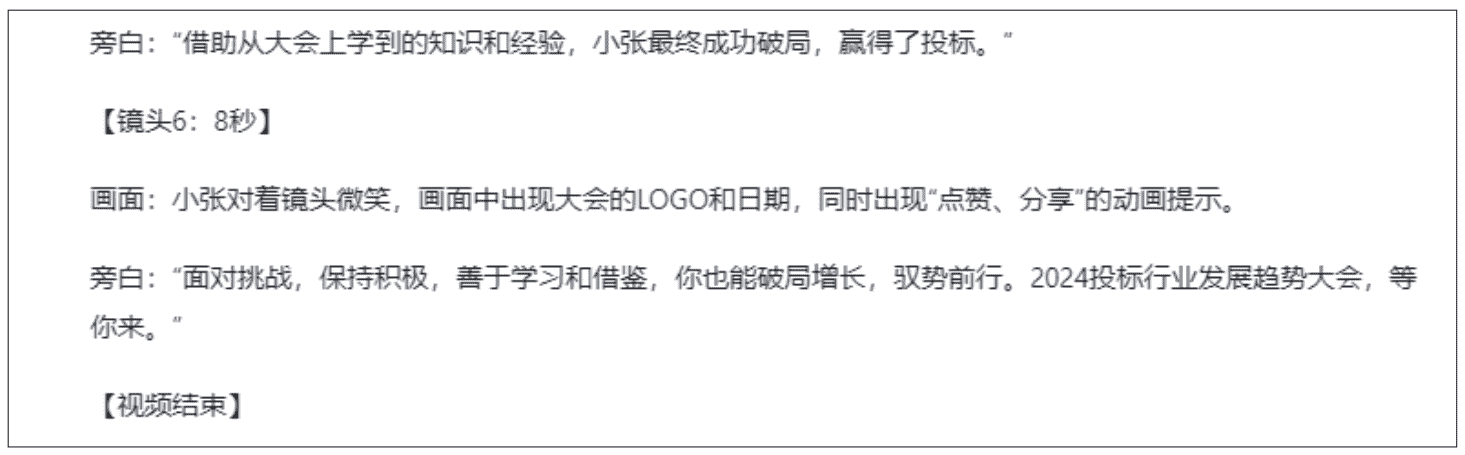 旁白：“借助从大会上学到的知识和经验，小张最终成功破局，赢得了投标。”
【镜头6：8秒】
画面：小张对着镜头微笑，画面中出现大会的LOGO和日期，同时出现“点赞、分享”的动画提示。
旁白：“面对挑战，保持积极，善于学习和借鉴，你也能破局增长，驭势前行。2024投标行业发展趋势大会，等
你来。”
【视频结束】